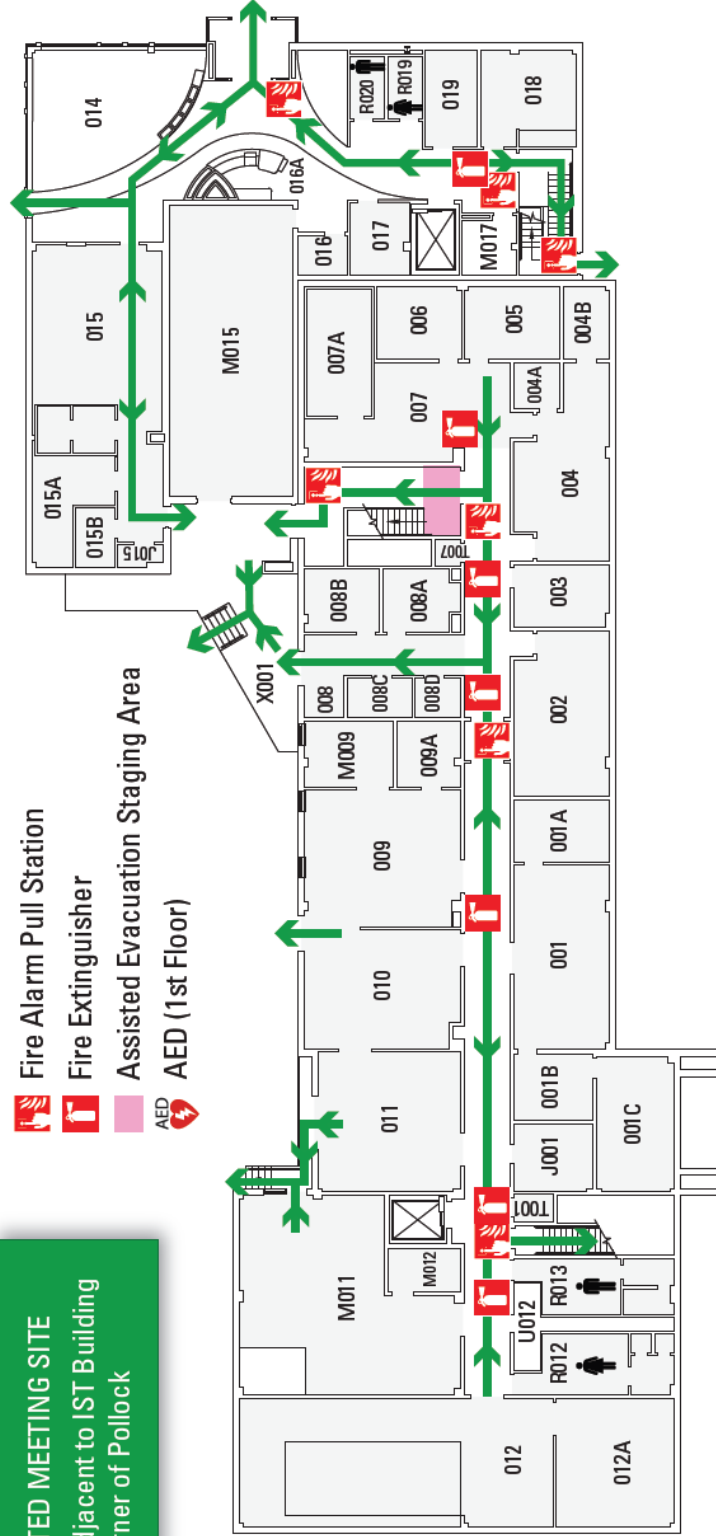 TED MEETING SITE
djacent to IST Building
rner of Pollock
Fire Alarm Pull Station
Fire Extinguisher
Assisted Evacuation Staging Area
AED
AED (1st Floor)
014
R020
R019
019
018
016A
016
017
M017
015
M015
015A
015B
J015
007A
006
005
004B
007
004A
004
T007
008B
008A
003
X001
008
008C
008D
002
M009
009A
009
001A
010
001
011
001B
001C
J001
T001
M011
M012
R013
U012
R012
012
012A